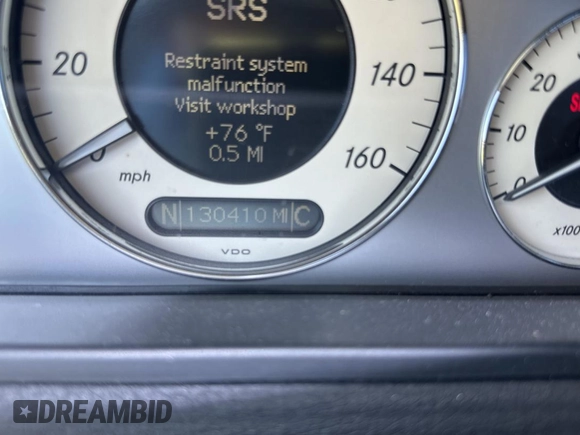 SRS
Restraint system
malfunction
Visit workshop
+76 °F
0.5 MI
20
140
0
160
mph
N 130410 MI C
VDO
20
10
0
x100
DREAMBID